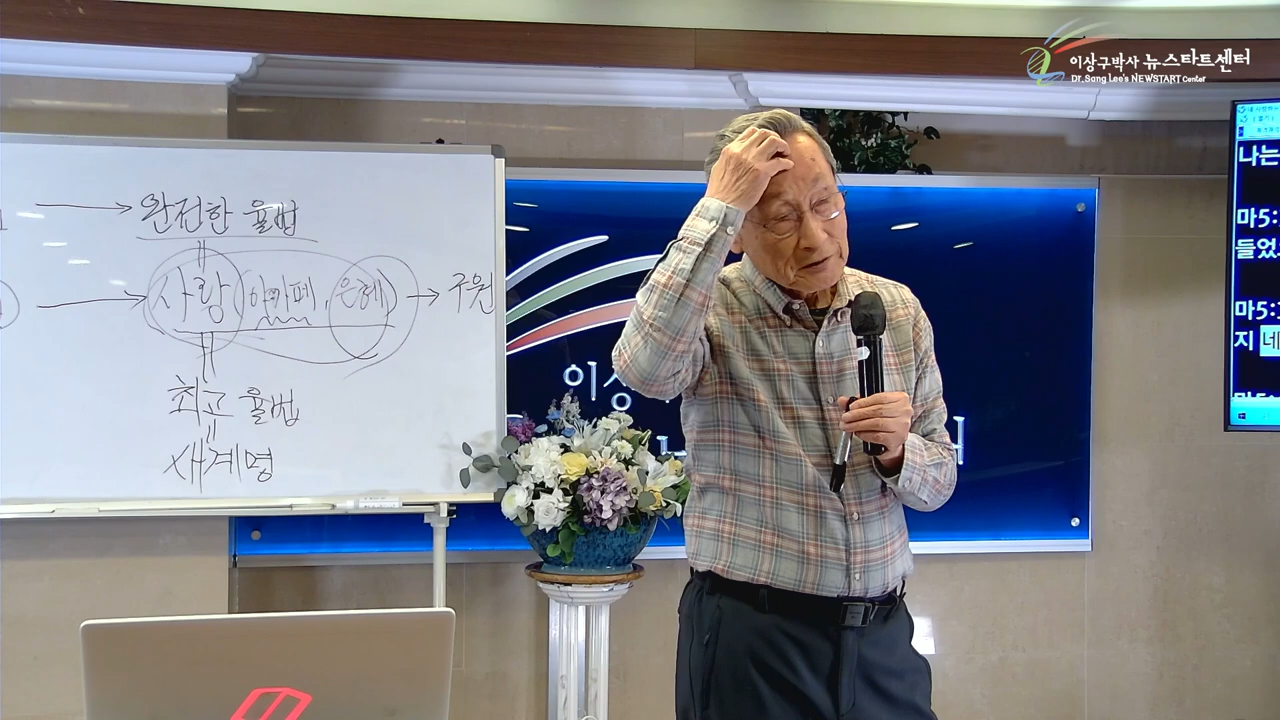 이상구박사 뉴스타트센터
Dr. Sang Lee's NEWSTART Center
완전한 율법
사랑(아가페, 은혜) → 구원
최고 율법
새계명
이상
나는
마5:
들었
마5:
지 네